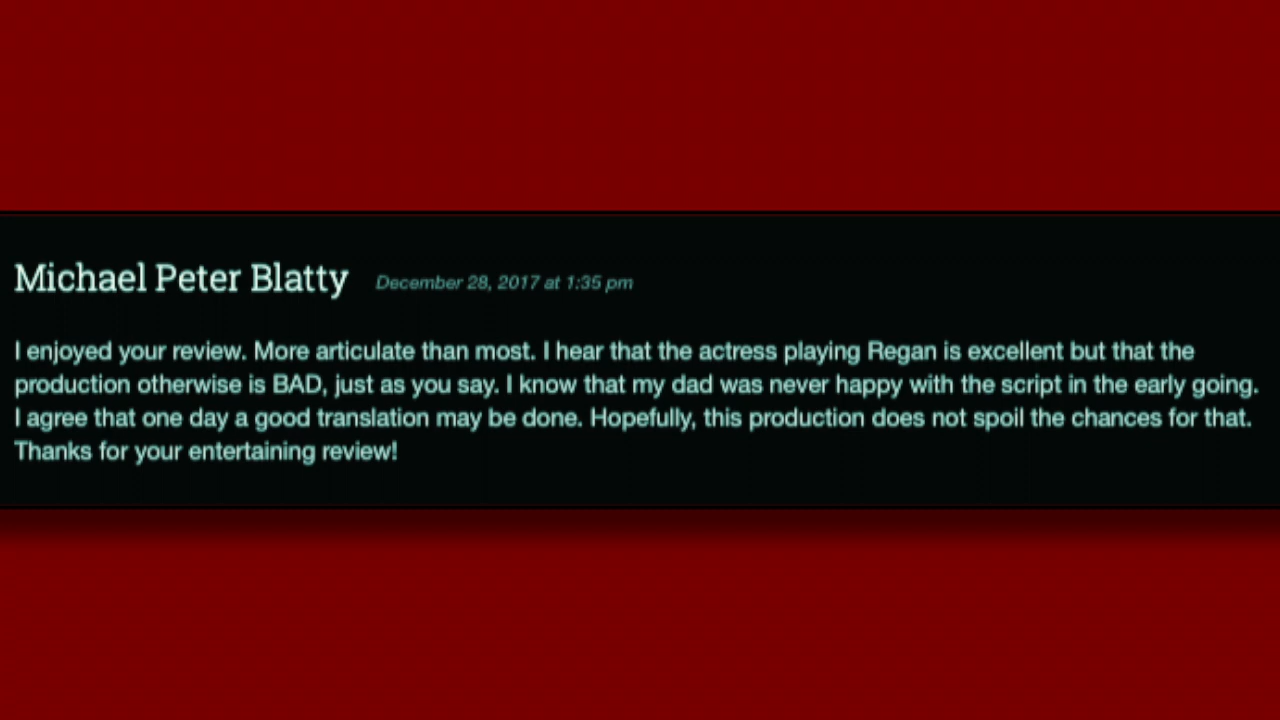 Michael Peter Blatty December 28, 2017 at 1:35 pm
I enjoyed your review. More articulate than most. I hear that the actress playing Regan is excellent but that the
production otherwise is BAD, just as you say. I know that my dad was never happy with the script in the early going.
I agree that one day a good translation may be done. Hopefully, this production does not spoil the chances for that.
Thanks for your entertaining review!